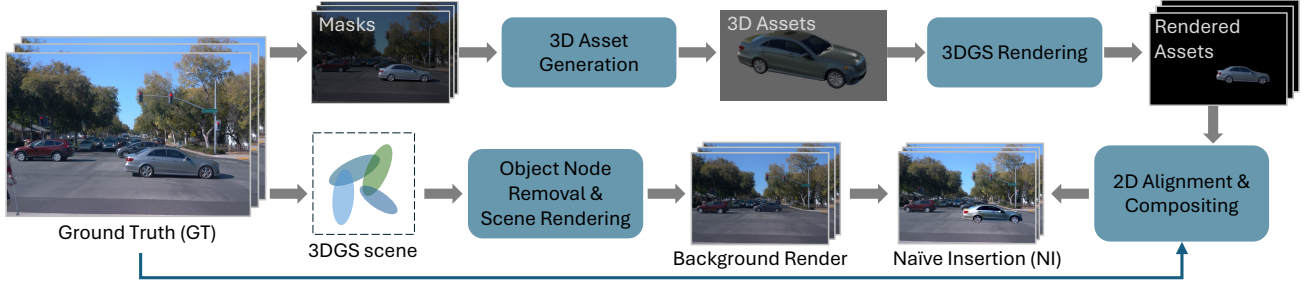 Masks
3D Asset
Generation
3D Assets
3DGS Rendering
Rendered
Assets
Ground Truth (GT)
3DGS scene
Object Node
Removal &
Scene Rendering
Background Render
Naïve Insertion (NI)
2D Alignment &
Compositing